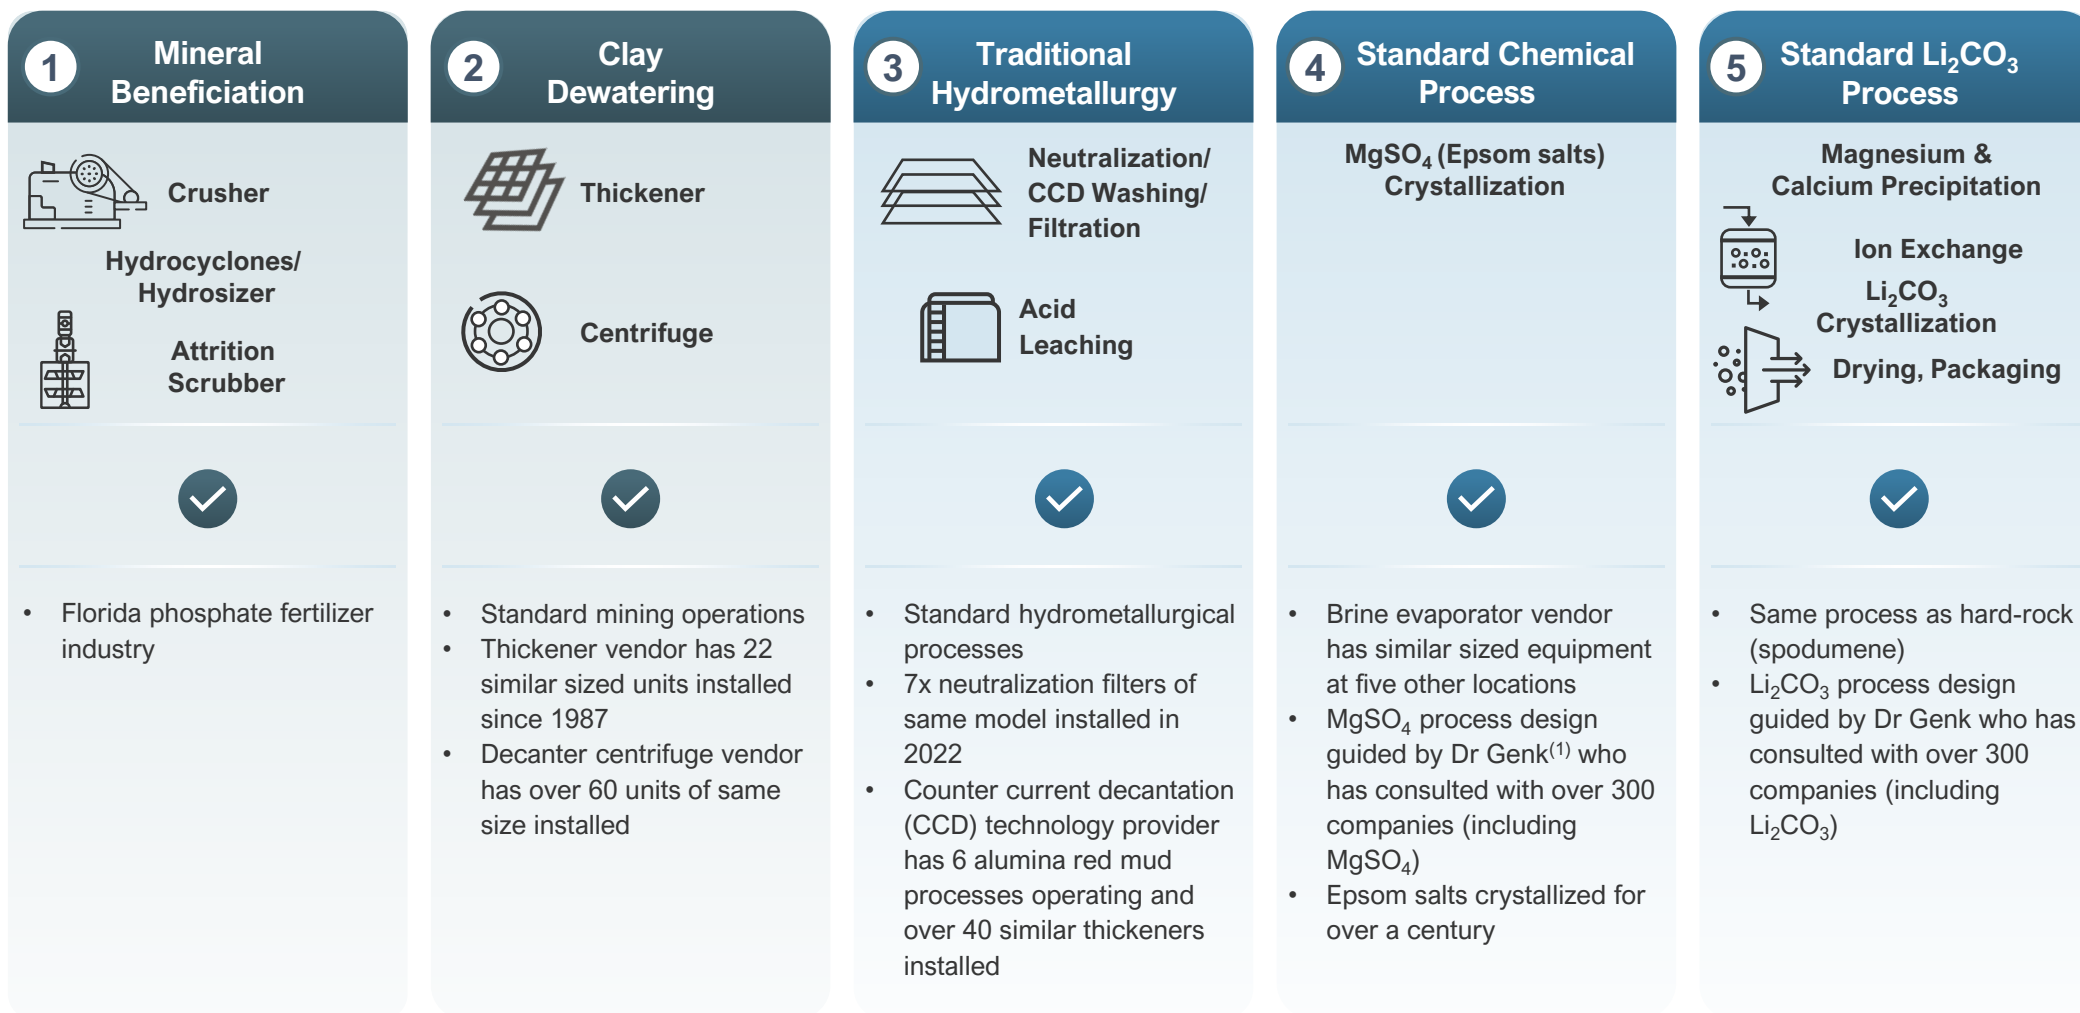 1
Mineral
Beneficiation
Crusher
Hydrocyclones/
Hydrosizer
Attrition
Scrubber
• Florida phosphate fertilizer
industry
2
Clay
Dewatering
Thickener
Centrifuge
• Standard mining operations
• Thickener vendor has 22
similar sized units installed
since 1987
• Decanter centrifuge vendor
has over 60 units of same
size installed
3
Traditional
Hydrometallurgy
Neutralization/
CCD Washing/
Filtration
Acid
Leaching
• Standard hydrometallurgical
processes
• 7x neutralization filters of
same model installed in
2022
• Counter current decantation
(CCD) technology provider
has 6 alumina red mud
processes operating and
over 40 similar thickeners
installed
4
Standard Chemical
Process
MgSO₄ (Epsom salts)
Crystallization
• Brine evaporator vendor
has similar sized equipment
at five other locations
• MgSO₄ process design
guided by Dr Genk⁽¹⁾ who
has consulted with over 300
companies (including
MgSO₄)
• Epsom salts crystallized for
over a century
5
Standard Li₂CO₃
Process
Magnesium &
Calcium Precipitation
Ion Exchange
Li₂CO₃
Crystallization
Drying, Packaging
• Same process as hard-rock
(spodumene)
• Li₂CO₃ process design
guided by Dr Genk who has
consulted with over 300
companies (including
Li₂CO₃)